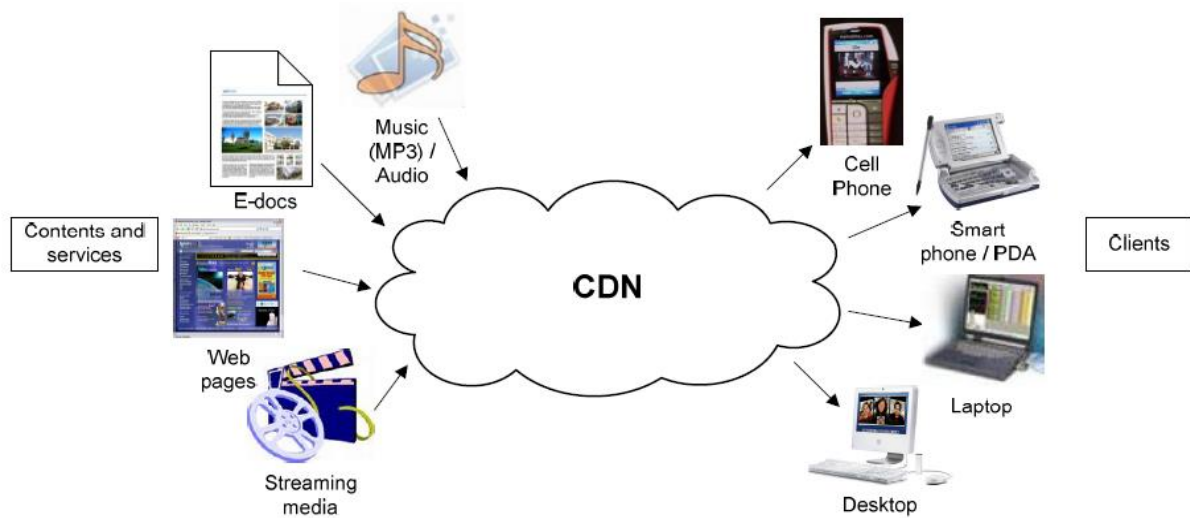 Music
(MP3) /
Audio
E-docs
Contents and
services
Web
pages
Streaming
media
CDN
Cell
Phone
Smart
phone / PDA
Clients
Laptop
Desktop